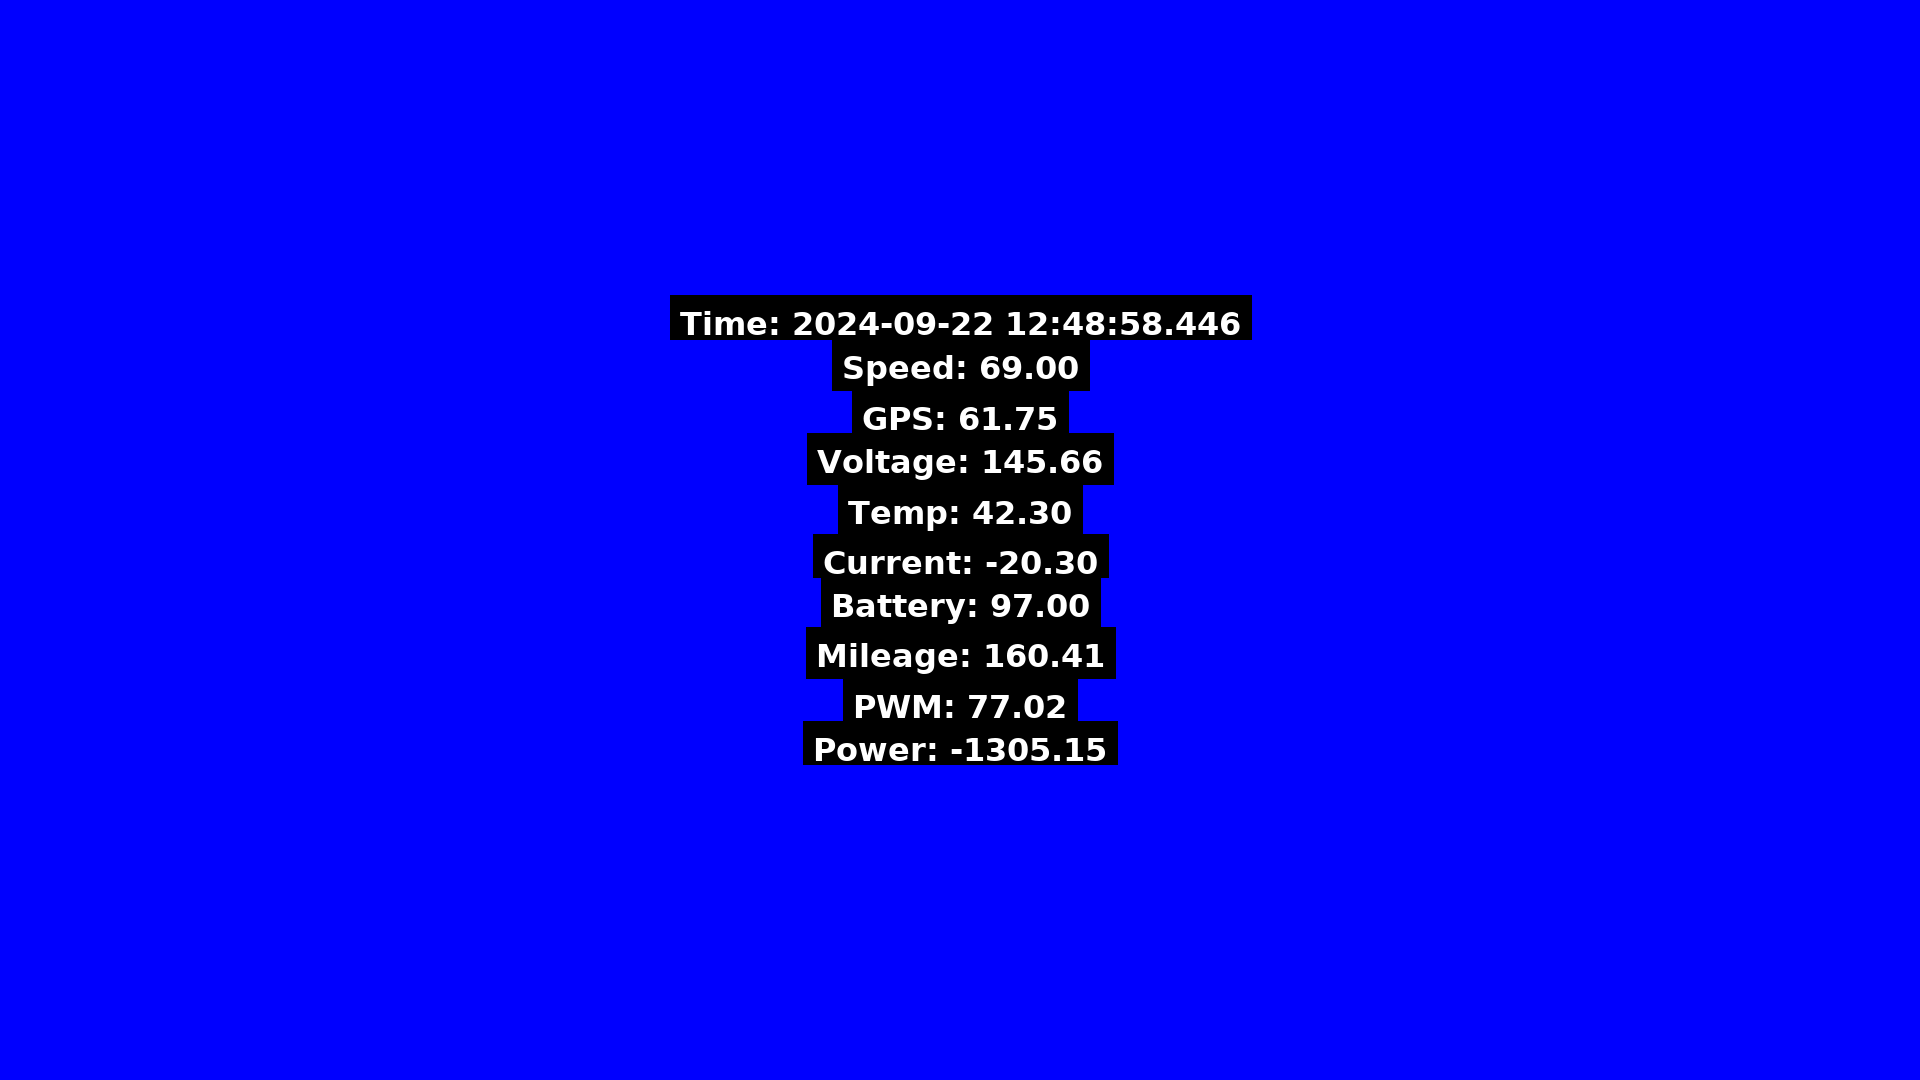 Time: 2024-09-22 12:48:58.446
Speed: 69.00
GPS: 61.75
Voltage: 145.66
Temp: 42.30
Current: -20.30
Battery: 97.00
Mileage: 160.41
PWM: 77.02
Power: -1305.15